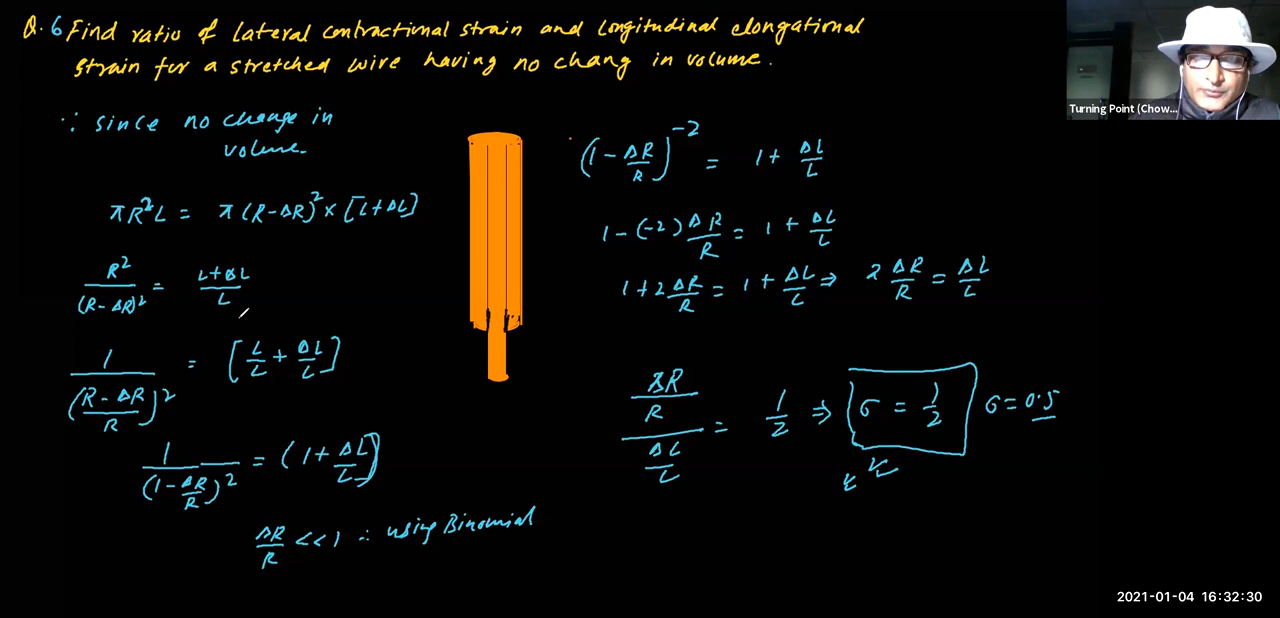 Q.6 Find ratio of lateral contractional strain and longitudinal elongational
strain for a stretched wire having no chang in volume.
∵ since no change in
volume.
πR²L = π(R-ΔR)² × [L+ΔL]
R²/(R-ΔR)² = (L+ΔL)/L
1/((R-ΔR)/R)² = [L/L + ΔL/L]
1/(1-ΔR/R)² = (1+ΔL/L)
ΔR/R << 1 ∴ using Binomial
(1-ΔR/R)⁻² = 1+ ΔL/L
1-(-2)ΔR/R = 1 + ΔL/L
1+2ΔR/R = 1+ ΔL/L ⇒ 2 ΔR/R = ΔL/L
(ΔR/R)/(ΔL/L) = 1/2 ⇒ σ = 1/2 σ = 0.5
Turning Point (Chow...
2021-01-04 16:32:30